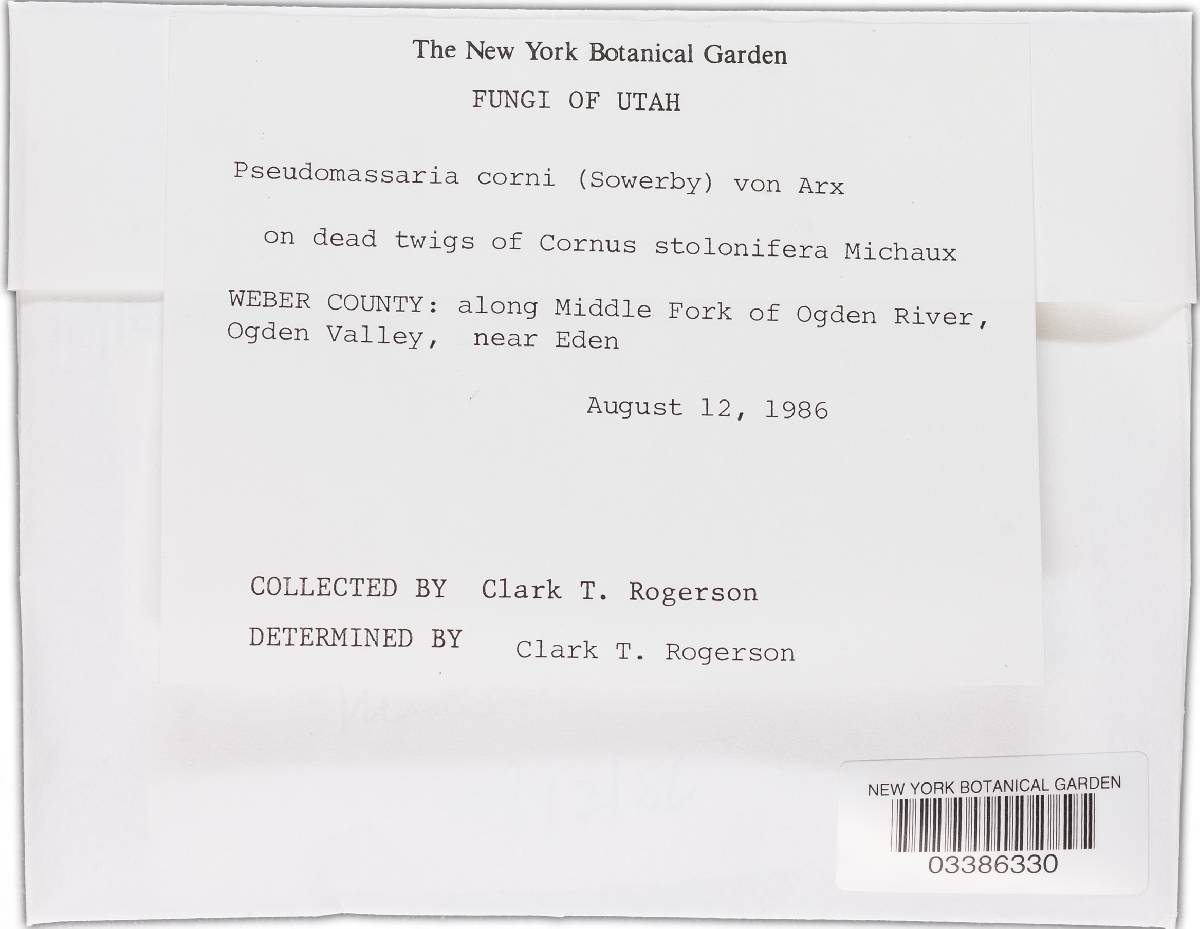 The New York Botanical Garden
FUNGI OF UTAH
Pseudomassaria corni (Sowerby) von Arx
on dead twigs of Cornus stolonifera Michaux
WEBER COUNTY: along Middle Fork of Ogden River,
Ogden Valley, near Eden
August 12, 1986
COLLECTED BY Clark T. Rogerson
DETERMINED BY Clark T. Rogerson
NEW YORK BOTANICAL GARDEN
03386330